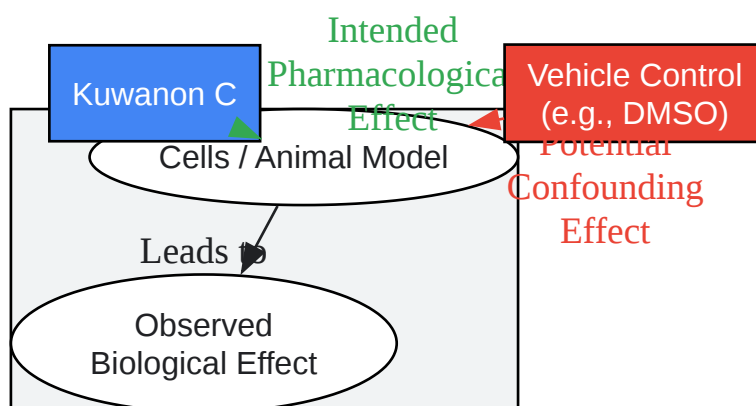 Intended
Pharmacologica
Effect
Kuwanon C
Vehicle Control
(e.g., DMSO)
Potential
Confounding
Effect
Cells / Animal Model
Leads to
Observed
Biological Effect